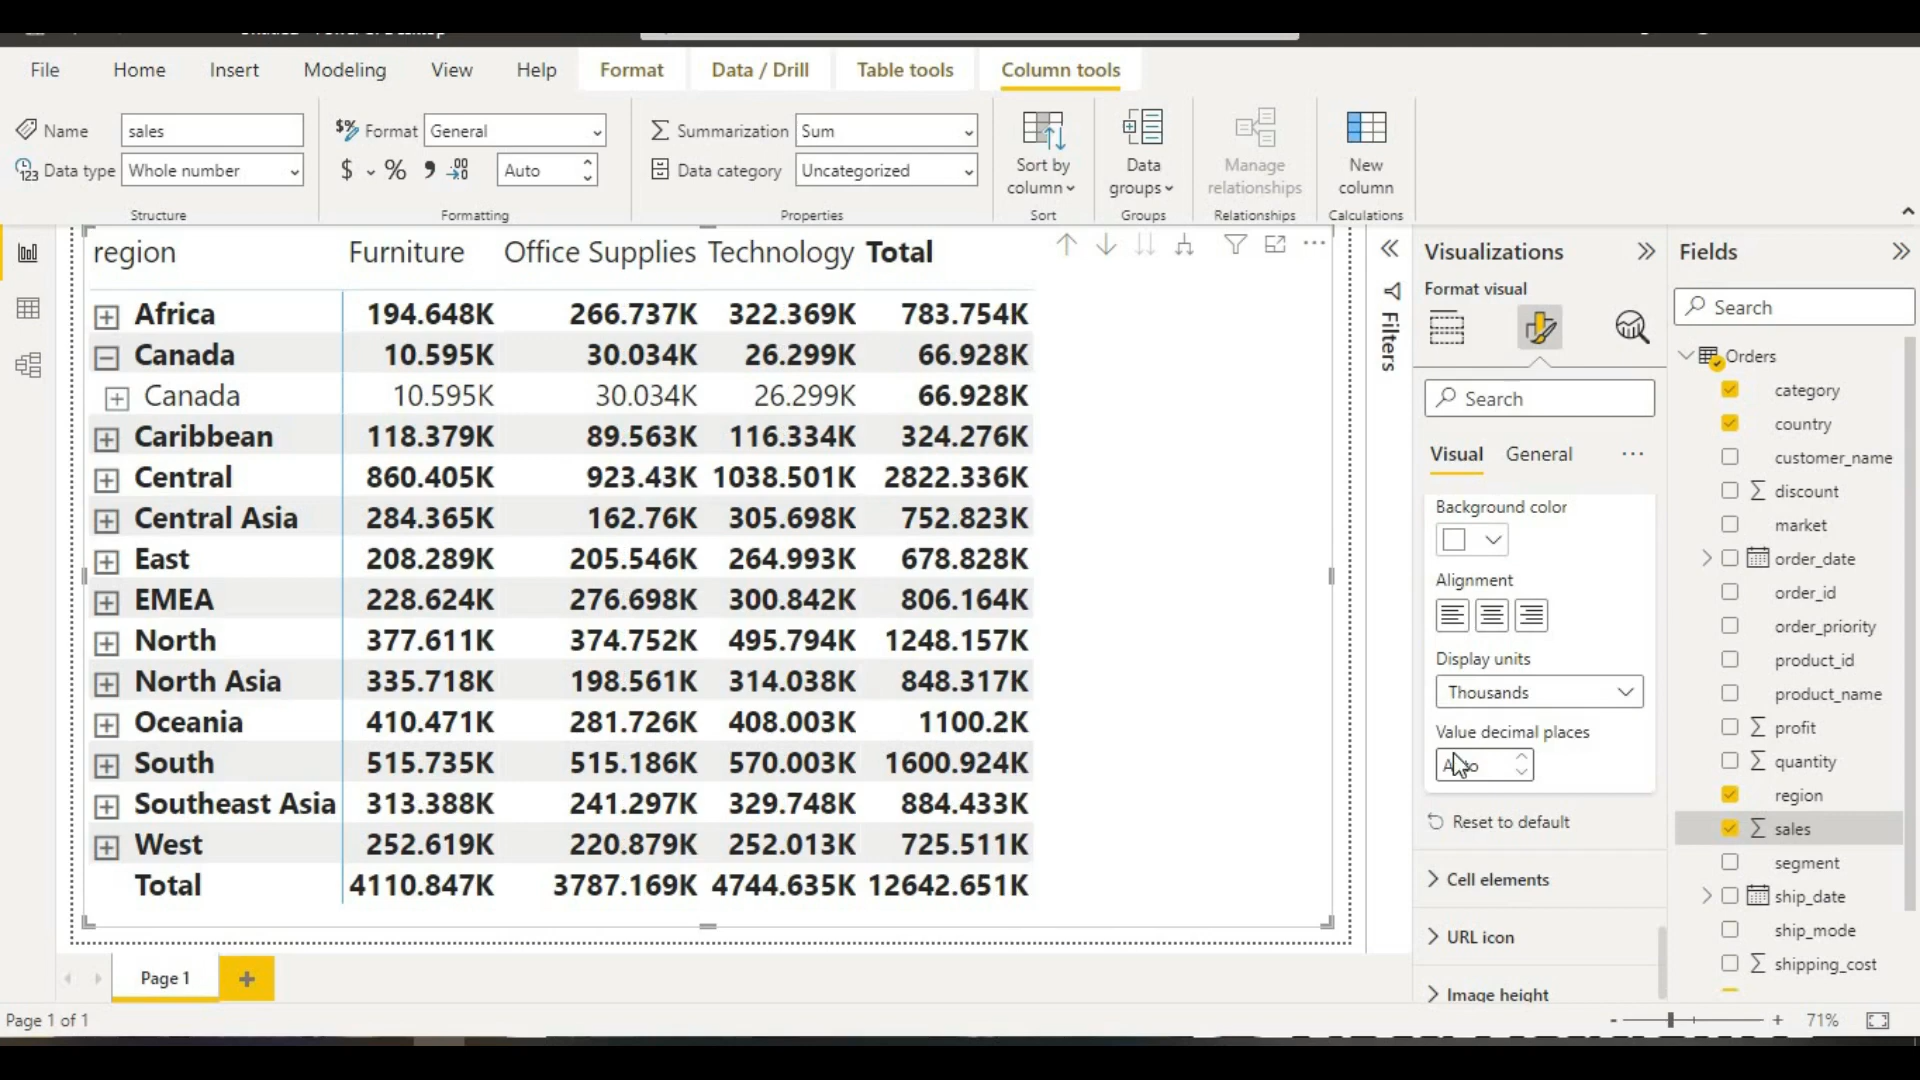 File Home Insert Modeling View Help Format Data / Drill Table tools Column tools
Name sales $% Format General Σ Summarization Sum
Data type Whole number $ % 9 .00 Auto Data category Uncategorized
Sort by column
Data groups
Manage relationships
New column
Structure Formatting Properties Sort Groups Relationships Calculations
region Furniture Office Supplies Technology Total
Africa 194.648K 266.737K 322.369K 783.754K
Canada 10.595K 30.034K 26.299K 66.928K
Canada 10.595K 30.034K 26.299K 66.928K
Caribbean 118.379K 89.563K 116.334K 324.276K
Central 860.405K 923.43K 1038.501K 2822.336K
Central Asia 284.365K 162.76K 305.698K 752.823K
East 208.289K 205.546K 264.993K 678.828K
EMEA 228.624K 276.698K 300.842K 806.164K
North 377.611K 374.752K 495.794K 1248.157K
North Asia 335.718K 198.561K 314.038K 848.317K
Oceania 410.471K 281.726K 408.003K 1100.2K
South 515.735K 515.186K 570.003K 1600.924K
Southeast Asia 313.388K 241.297K 329.748K 884.433K
West 252.619K 220.879K 252.013K 725.511K
Total 4110.847K 3787.169K 4744.635K 12642.651K
Filters
Visualizations
Format visual
Search
Visual General
Background color
Alignment
Display units
Thousands
Value decimal places
Reset to default
Cell elements
URL icon
Image height
Fields
Search
Orders
category
country
customer_name
Σ discount
market
order_date
order_id
order_priority
product_id
product_name
Σ profit
Σ quantity
region
Σ sales
segment
ship_date
ship_mode
Σ shipping_cost
Page 1
Page 1 of 1
- + 71%